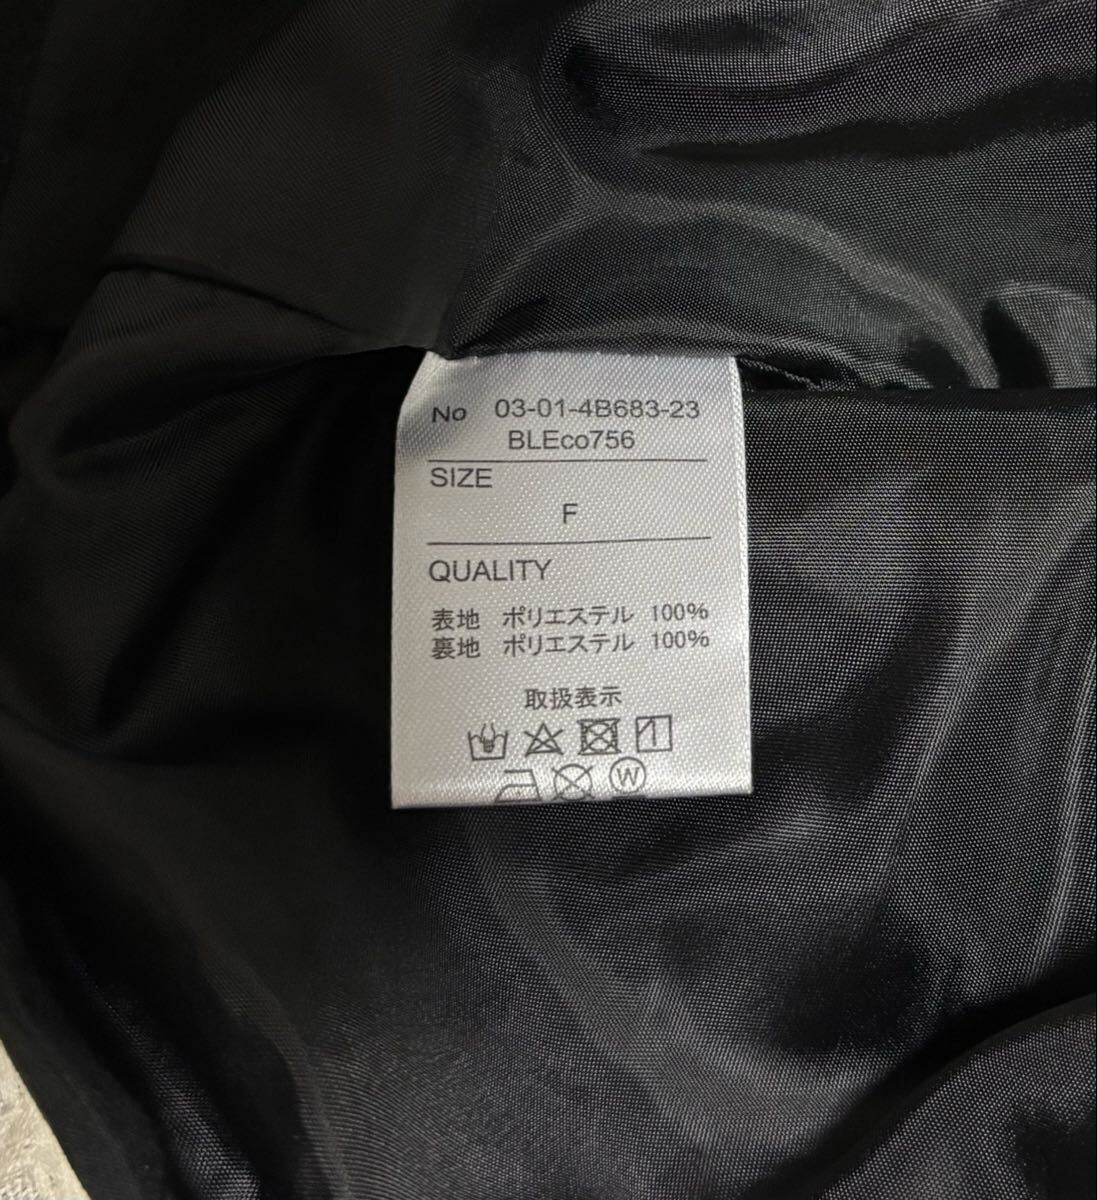 No 03-01-4B683-23
BLEco756
SIZE
F
QUALITY
表地 ポリエステル 100%
裏地 ポリエステル 100%
取扱表示
W